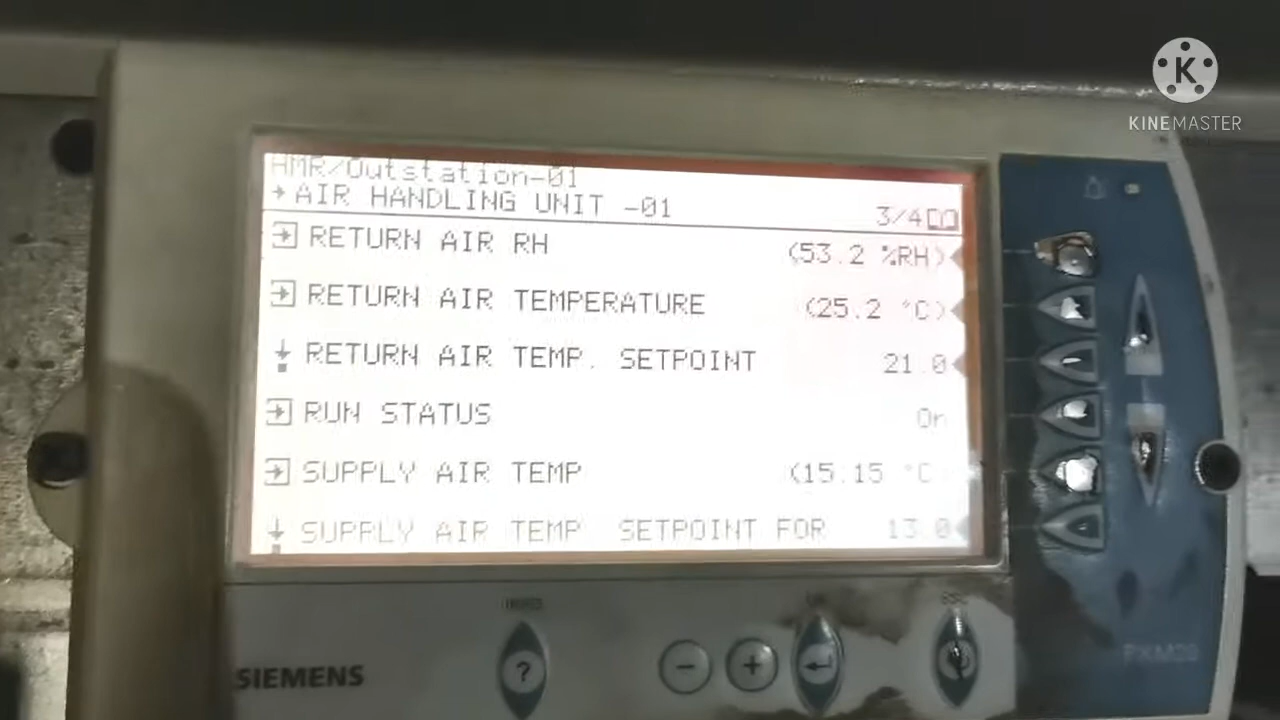 KINEMASTER
HMR/Outstation-01
AIR HANDLING UNIT -01 3/4
RETURN AIR RH (53.2 %RH)
RETURN AIR TEMPERATURE (25.2 °C)
RETURN AIR TEMP. SETPOINT 21.0
RUN STATUS On
SUPPLY AIR TEMP (15.15 °C
SUPPLY AIR TEMP SETPOINT FOR 13.0
SIEMENS
?
- +